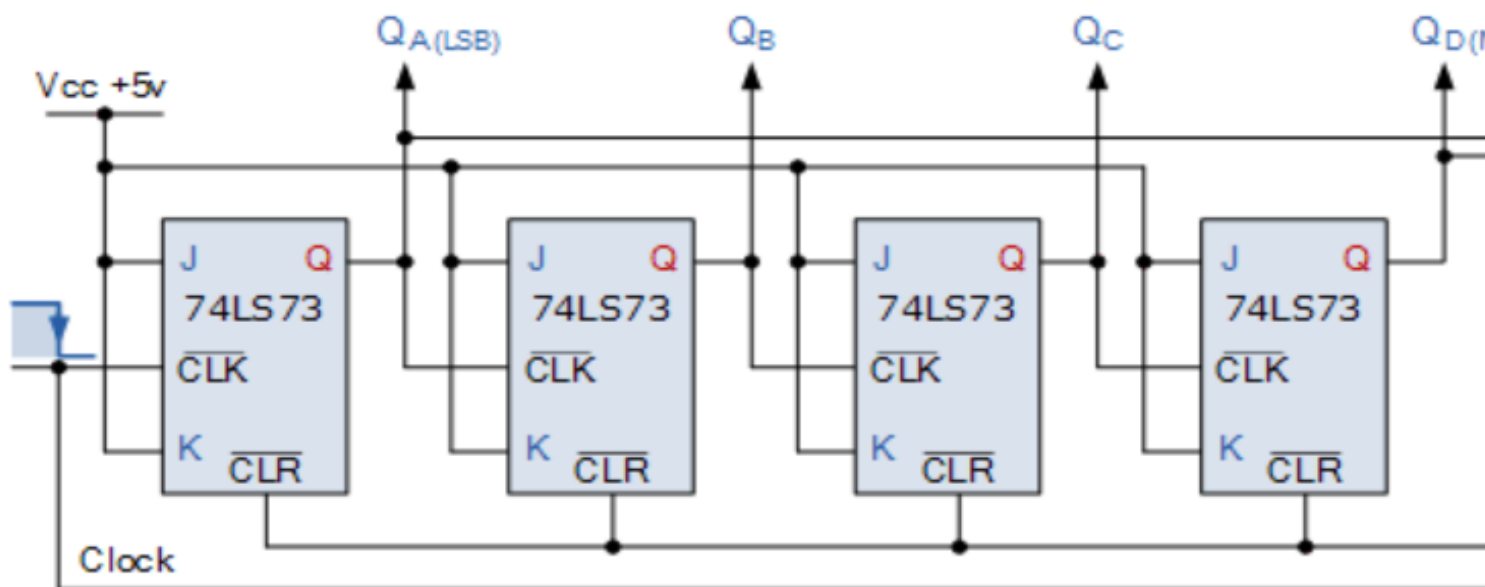 QA(LSB) QB QC QD(
Vcc +5v
J Q J Q J Q J Q
74LS73 74LS73 74LS73 74LS73
CLK CLK CLK CLK
K CLR K CLR K CLR K CLR
Clock